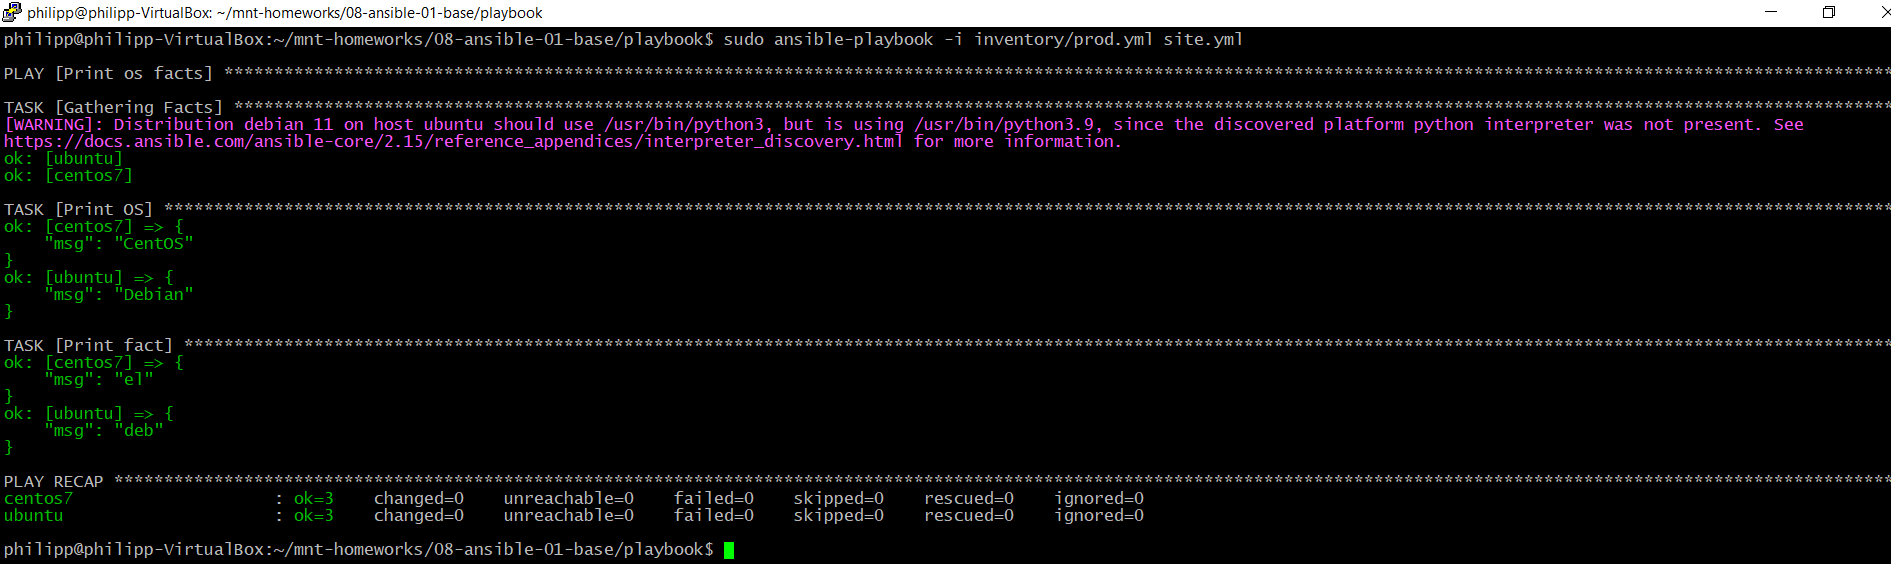 philipp@philipp-VirtualBox: ~/mnt-homeworks/08-ansible-01-base/playbook
philipp@philipp-VirtualBox:~/mnt-homeworks/08-ansible-01-base/playbook$ sudo ansible-playbook -i inventory/prod.yml site.yml
PLAY [Print os facts] ***********************************************************************************************************************************************************************
TASK [Gathering Facts] **********************************************************************************************************************************************************************
[WARNING]: Distribution debian 11 on host ubuntu should use /usr/bin/python3, but is using /usr/bin/python3.9, since the discovered platform python interpreter was not present. See
https://docs.ansible.com/ansible-core/2.15/reference_appendices/interpreter_discovery.html for more information.
ok: [ubuntu]
ok: [centos7]
TASK [Print OS] *****************************************************************************************************************************************************************************
ok: [centos7] => {
    "msg": "CentOS"
}
ok: [ubuntu] => {
    "msg": "Debian"
}
TASK [Print fact] ***************************************************************************************************************************************************************************
ok: [centos7] => {
    "msg": "el"
}
ok: [ubuntu] => {
    "msg": "deb"
}
PLAY RECAP **********************************************************************************************************************************************************************************
centos7                    : ok=3    changed=0    unreachable=0    failed=0    skipped=0    rescued=0    ignored=0
ubuntu                     : ok=3    changed=0    unreachable=0    failed=0    skipped=0    rescued=0    ignored=0
philipp@philipp-VirtualBox:~/mnt-homeworks/08-ansible-01-base/playbook$